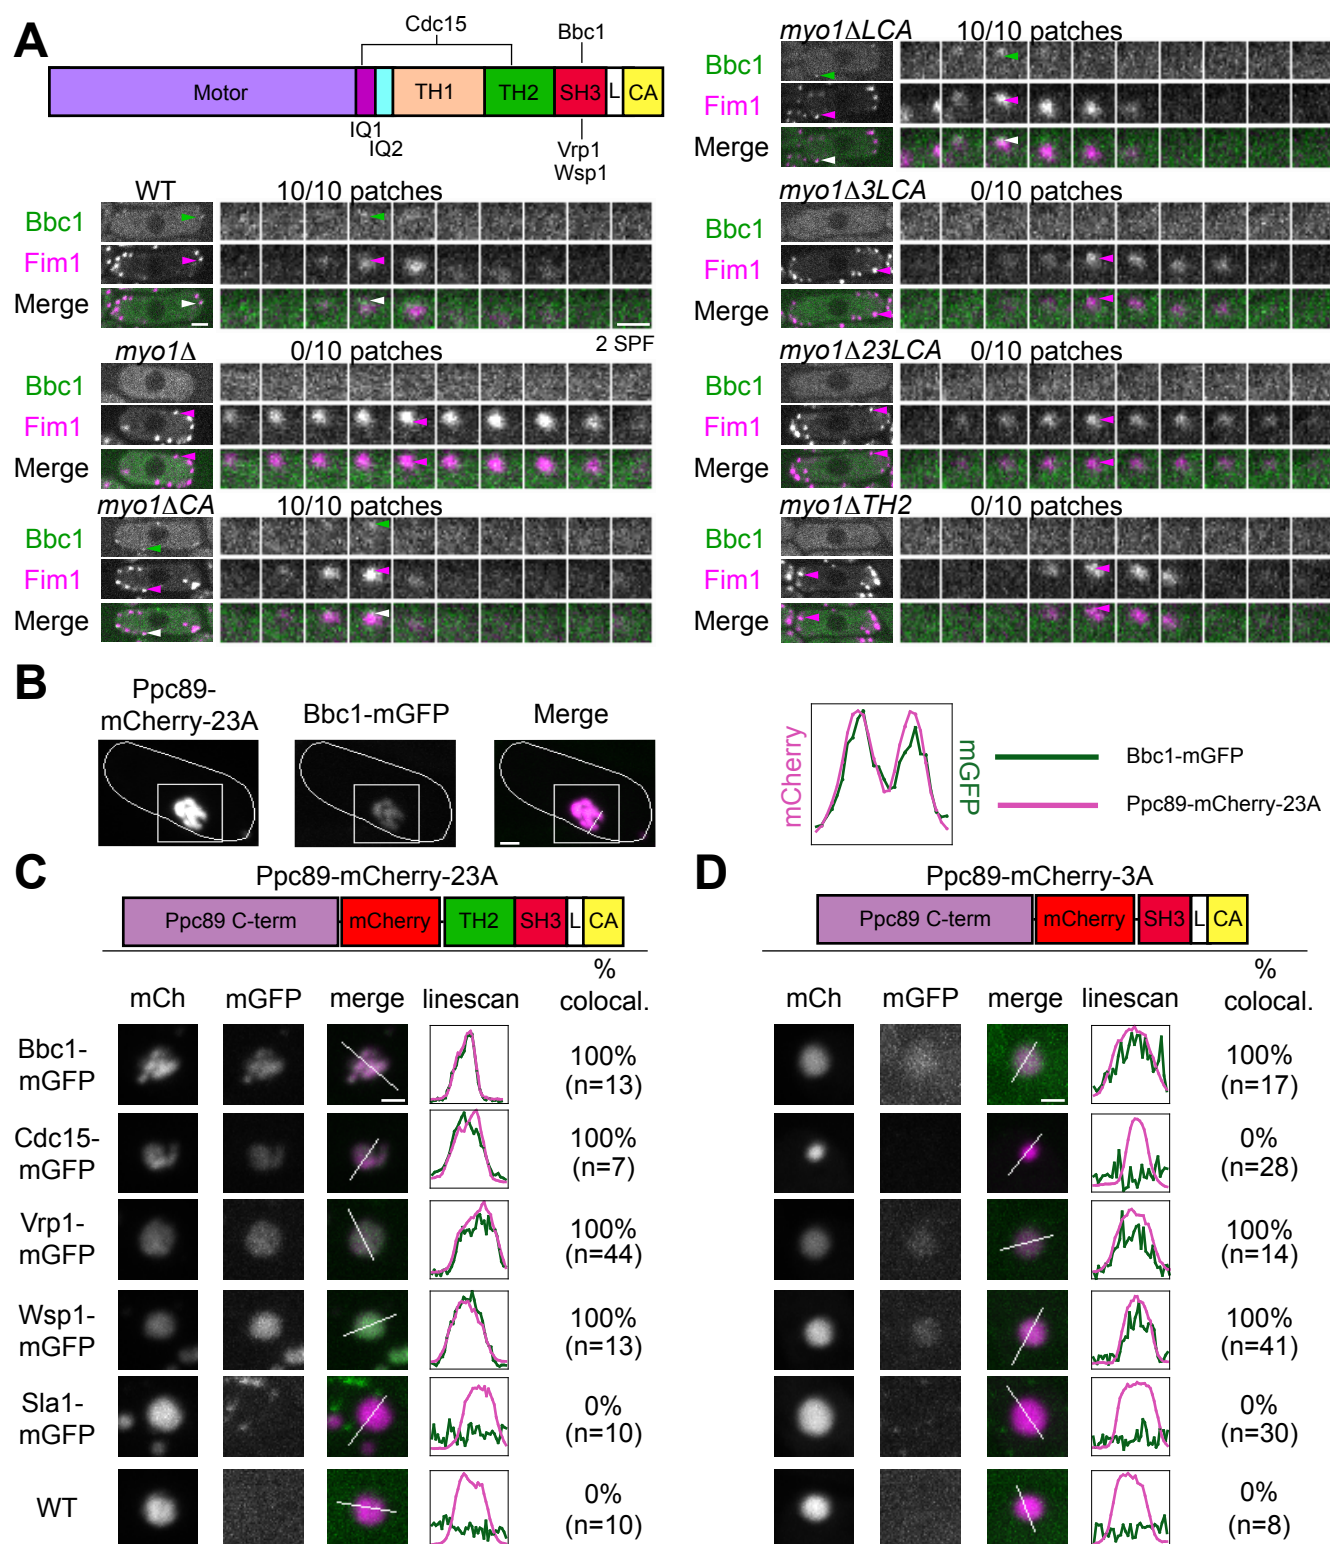 A
Cdc15
Bbc1
Motor
TH1
TH2
SH3
L
CA
IQ1
IQ2
Vrp1
Wsp1
WT 10/10 patches
Bbc1
Fim1
Merge
2 SPF
myo1Δ 0/10 patches
Bbc1
Fim1
Merge
myo1ΔCA 10/10 patches
Bbc1
Fim1
Merge
myo1ΔLCA 10/10 patches
Bbc1
Fim1
Merge
myo1Δ3LCA 0/10 patches
Bbc1
Fim1
Merge
myo1Δ23LCA 0/10 patches
Bbc1
Fim1
Merge
myo1ΔTH2 0/10 patches
Bbc1
Fim1
Merge
B
Ppc89-
mCherry-23A
Bbc1-mGFP
Merge
mCherry
mGFP
Bbc1-mGFP
Ppc89-mCherry-23A
C
Ppc89-mCherry-23A
Ppc89 C-term mCherry TH2 SH3 L CA
mCh mGFP merge linescan
%
colocal.
Bbc1-
mGFP
100%
(n=13)
Cdc15-
mGFP
100%
(n=7)
Vrp1-
mGFP
100%
(n=44)
Wsp1-
mGFP
100%
(n=13)
Sla1-
mGFP
0%
(n=10)
WT
0%
(n=10)
D
Ppc89-mCherry-3A
Ppc89 C-term mCherry SH3 L CA
mCh mGFP merge linescan
%
colocal.
100%
(n=17)
0%
(n=28)
100%
(n=14)
100%
(n=41)
0%
(n=30)
0%
(n=8)